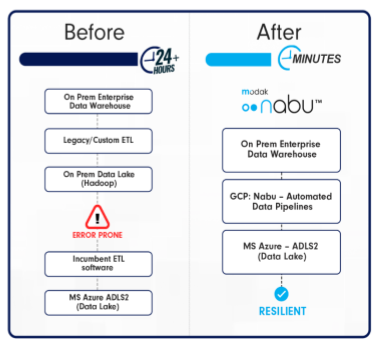 Before
24+
HOURS
On Prem Enterprise
Data Warehouse
Legacy/Custom ETL
On Prem Data Lake
(Hadoop)
!
ERROR PRONE
Incumbent ETL
software
MS Azure ADLS2
(Data Lake)
After
MINUTES
modak
nabu™
On Prem Enterprise
Data Warehouse
GCP: Nabu – Automated
Data Pipelines
MS Azure – ADLS2
(Data Lake)
RESILIENT